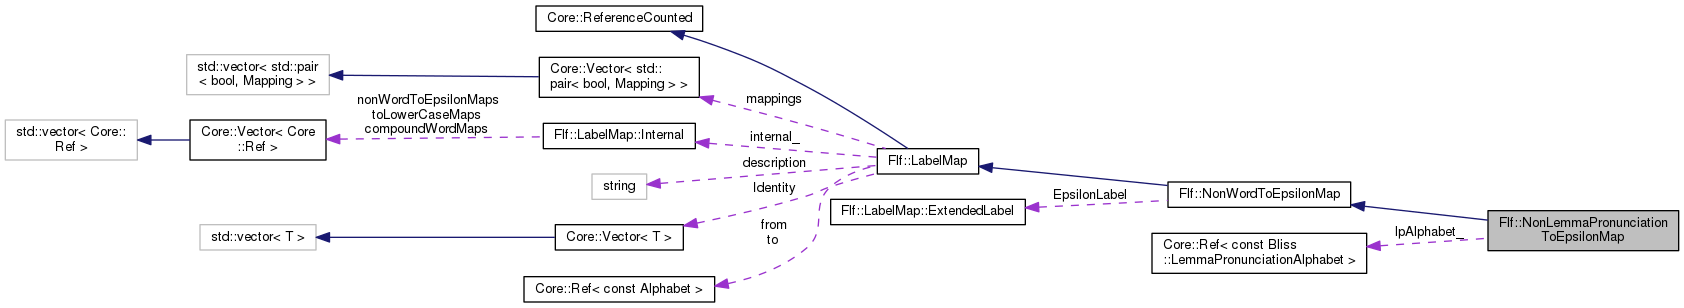 Core::ReferenceCounted
std::vector< std::pair
< bool, Mapping > >
Core::Vector< std::
pair< bool, Mapping > >
mappings
nonWordToEpsilonMaps
toLowerCaseMaps
compoundWordMaps
std::vector< Core::
Ref >
Core::Vector< Core
::Ref >
Flf::LabelMap::Internal
internal_
Flf::LabelMap
description
string
Identity
Flf::NonWordToEpsilonMap
EpsilonLabel
Flf::LabelMap::ExtendedLabel
Flf::NonLemmaPronunciation
ToEpsilonMap
from
to
std::vector< T >
Core::Vector< T >
lpAlphabet_
Core::Ref< const Bliss
::LemmaPronunciationAlphabet >
Core::Ref< const Alphabet >